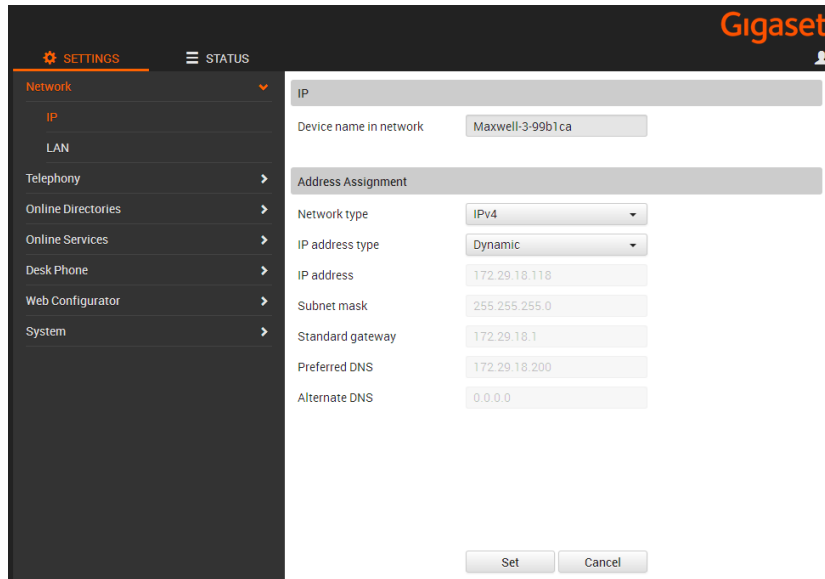 Gigaset
SETTINGS
STATUS
Network
IP
LAN
Telephony
Online Directories
Online Services
Desk Phone
Web Configurator
System
IP
Device name in network Maxwell-3-99b1ca
Address Assignment
Network type IPv4
IP address type Dynamic
IP address 172.29.18.118
Subnet mask 255.255.255.0
Standard gateway 172.29.18.1
Preferred DNS 172.29.18.200
Alternate DNS 0.0.0.0
Set Cancel